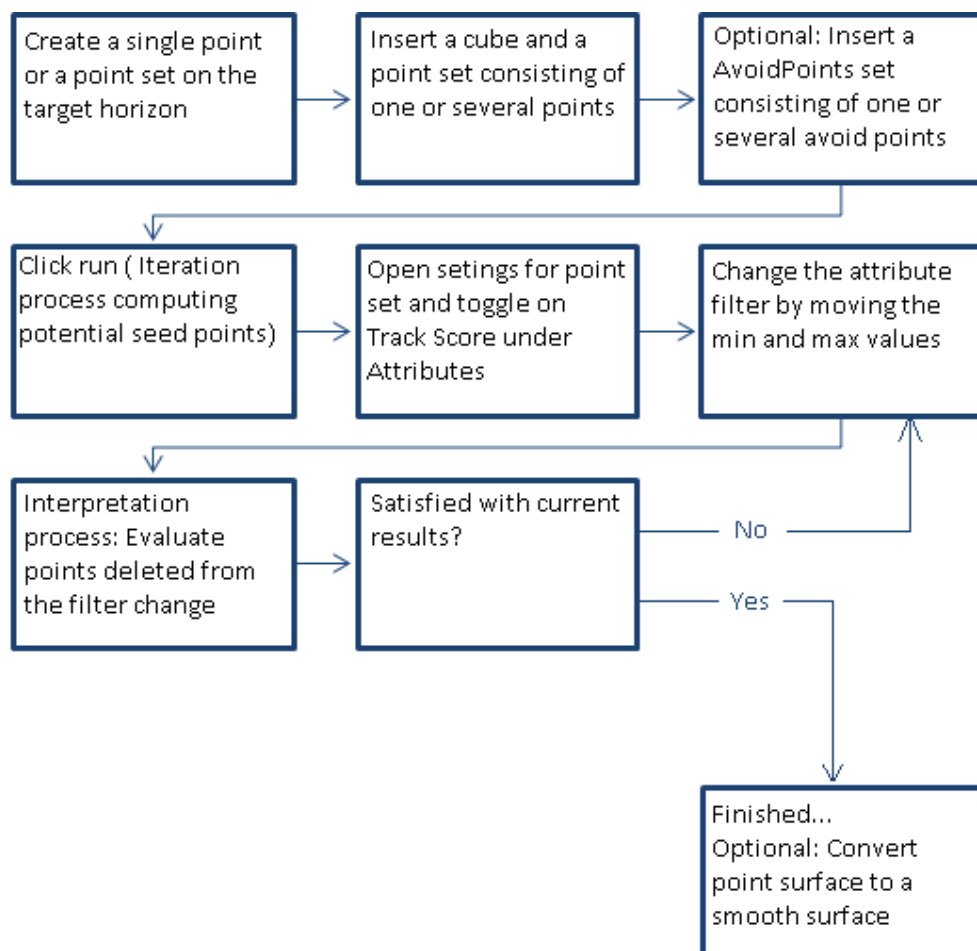 Create a single point
or a point set on the
target horizon
Insert a cube and a
point set consisting of
one or several points
Optional: Insert a
AvoidPoints set
consisting of one or
several avoid points
Click run ( Iteration
process computing
potential seed points)
Open setings for point
set and toggle on
Track Score under
Attributes
Change the attribute
filter by moving the
min and max values
Interpretation
process: Evaluate
points deleted from
the filter change
Satisfied with current
results?
No
Yes
Finished...
Optional: Convert
point surface to a
smooth surface